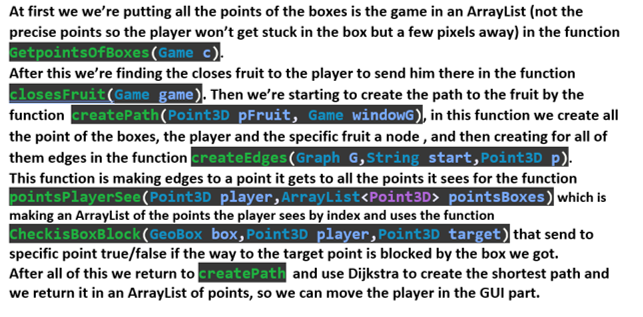 At first we we're putting all the points of the boxes is the game in an ArrayList (not the
precise points so the player won't get stuck in the box but a few pixels away) in the function
GetpointsOfBoxes(Game c).
After this we're finding the closes fruit to the player to send him there in the function
closesFruit(Game game). Then we're starting to create the path to the fruit by the
function createPath(Point3D pFruit, Game windowG), in this function we create all
the point of the boxes, the player and the specific fruit a node , and then creating for all of
them edges in the function createEdges(Graph G,String start,Point3D p).
This function is making edges to a point it gets to all the points it sees for the function
pointsPlayerSee(Point3D player,ArrayList<Point3D> pointsBoxes) which is
making an ArrayList of the points the player sees by index and uses the function
CheckisBoxBlock(GeoBox box,Point3D player,Point3D target) that send to
specific point true/false if the way to the target point is blocked by the box we got.
After all of this we return to createPath and use Dijkstra to create the shortest path and
we return it in an ArrayList of points, so we can move the player in the GUI part.